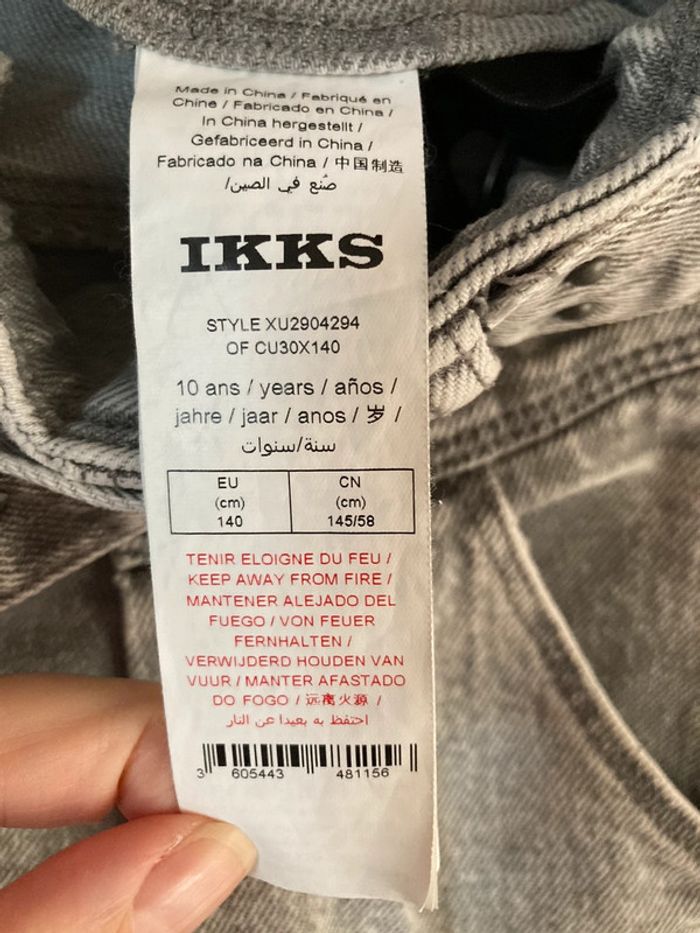 Made in China / Fabriqué en
Chine / Fabricado en China /
In China hergestellt /
Gefabriceerd in China /
Fabricado na China / 中国制造
صُنع في الصين/
IKKS
STYLE XU2904294
OF CU30X140
10 ans / years / años /
jahre / jaar / anos / 岁 /
سنة/سنوات
EU CN
(cm) (cm)
140 145/58
TENIR ELOIGNE DU FEU /
KEEP AWAY FROM FIRE /
MANTENER ALEJADO DEL
FUEGO / VON FEUER
FERNHALTEN /
VERWIJDERD HOUDEN VAN
VUUR / MANTER AFASTADO
DO FOGO / 远离火源 /
احتفظ به بعيدا عن النار
3 605443 481156